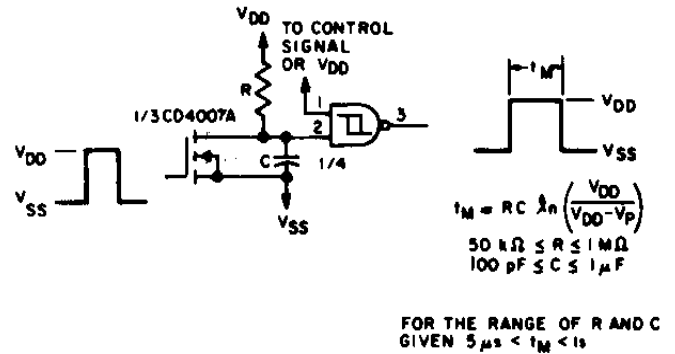 VDD
TO CONTROL
SIGNAL
OR VDD
R
1/3 CD4007A
1
2
3
C
1/4
VDD
VSS
VSS
tM
VDD
VSS
tM = RC ln (VDD / VDD-VP)
50 kΩ ≤ R ≤ 1 MΩ
100 pF ≤ C ≤ 1 µF
FOR THE RANGE OF R AND C
GIVEN 5 µs < tM < 1s